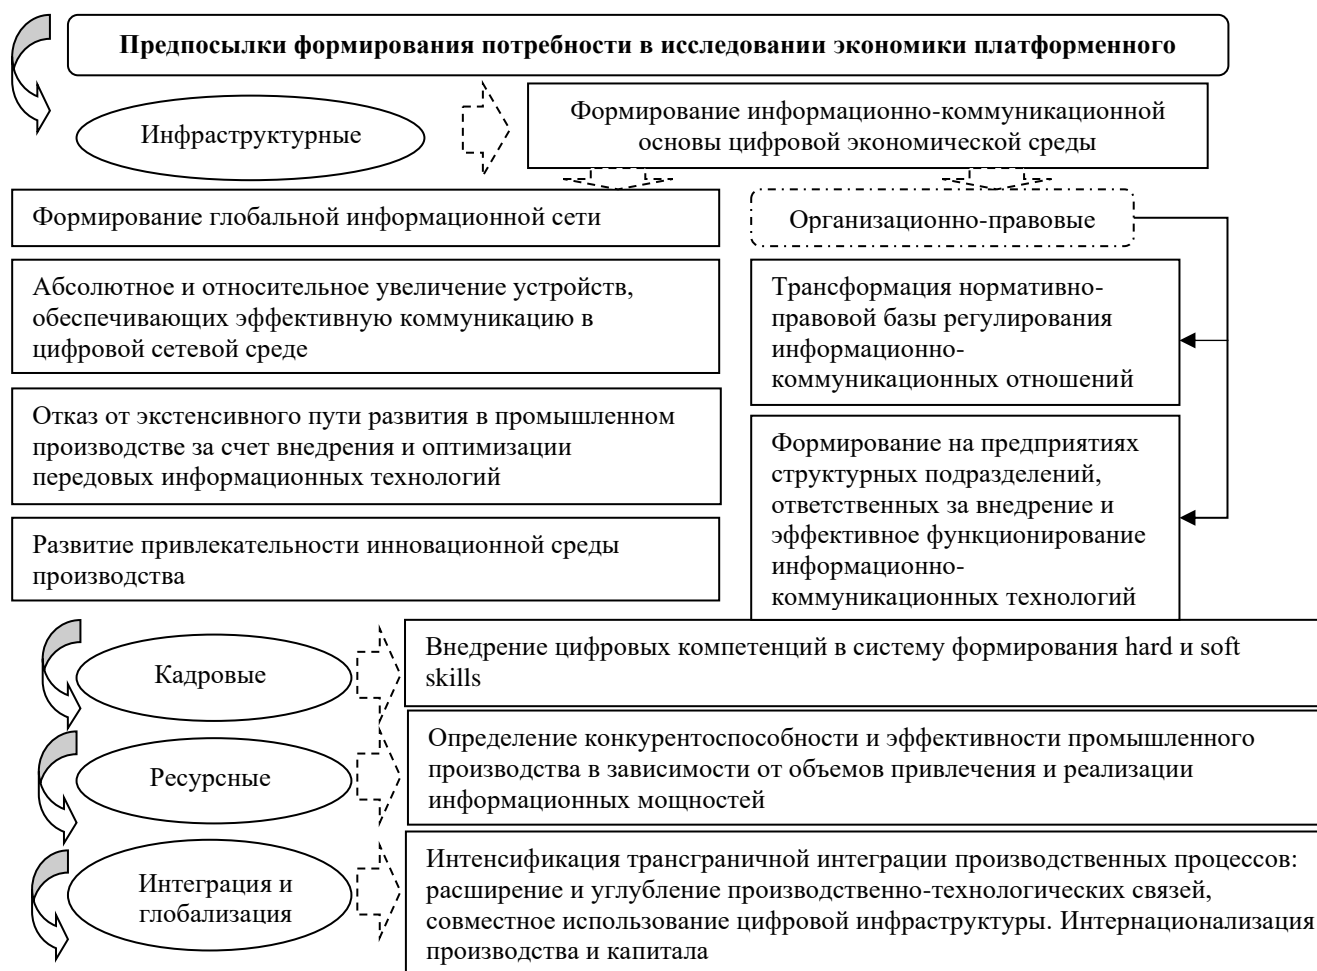 Предпосылки формирования потребности в исследовании экономики платформенного
Инфраструктурные
Формирование информационно-коммуникационной
основы цифровой экономической среды
Формирование глобальной информационной сети
Абсолютное и относительное увеличение устройств,
обеспечивающих эффективную коммуникацию в
цифровой сетевой среде
Отказ от экстенсивного пути развития в промышленном
производстве за счет внедрения и оптимизации
передовых информационных технологий
Развитие привлекательности инновационной среды
производства
Организационно-правовые
Трансформация нормативно-
правовой базы регулирования
информационно-
коммуникационных отношений
Формирование на предприятиях
структурных подразделений,
ответственных за внедрение и
эффективное функционирование
информационно-
коммуникационных технологий
Кадровые
Внедрение цифровых компетенций в систему формирования hard и soft
skills
Ресурсные
Определение конкурентоспособности и эффективности промышленного
производства в зависимости от объемов привлечения и реализации
информационных мощностей
Интеграция и
глобализация
Интенсификация трансграничной интеграции производственных процессов:
расширение и углубление производственно-технологических связей,
совместное использование цифровой инфраструктуры. Интернационализация
производства и капитала